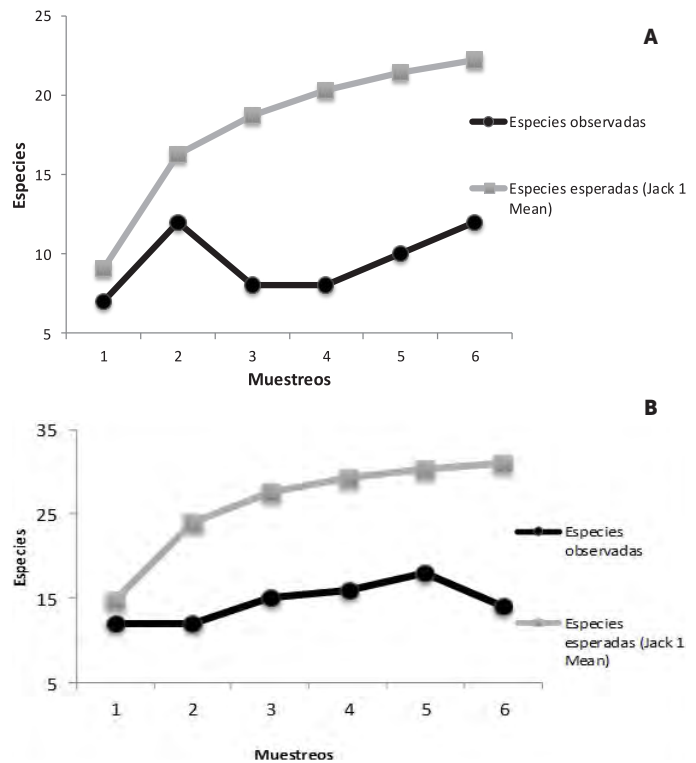 A
25
20
15
10
5
Especies
Especies observadas
Especies esperadas (Jack 1
Mean)
1 2 3 4 5 6
Muestreos
B
35
25
15
5
Especies
Especies
observadas
Especies
esperadas (Jack 1
Mean)
1 2 3 4 5 6
Muestreos